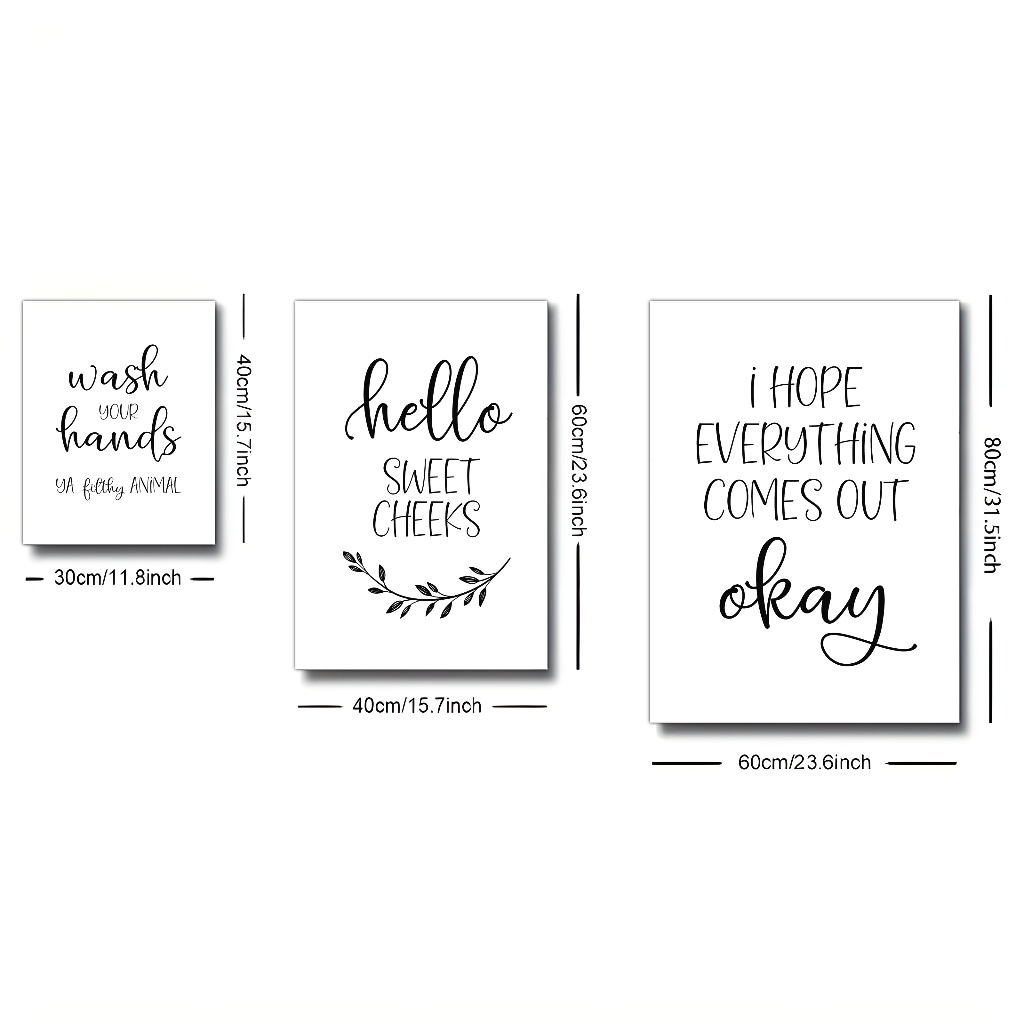 wash
YOUR
hands
YA filthy ANiMAL
40cm/15.7inch
30cm/11.8inch
hello
SWEET
CHEEKS
60cm/23.6inch
40cm/15.7inch
i HOPE
EVERYTHiNG
COMES OUT
okay
80cm/31.5inch
60cm/23.6inch